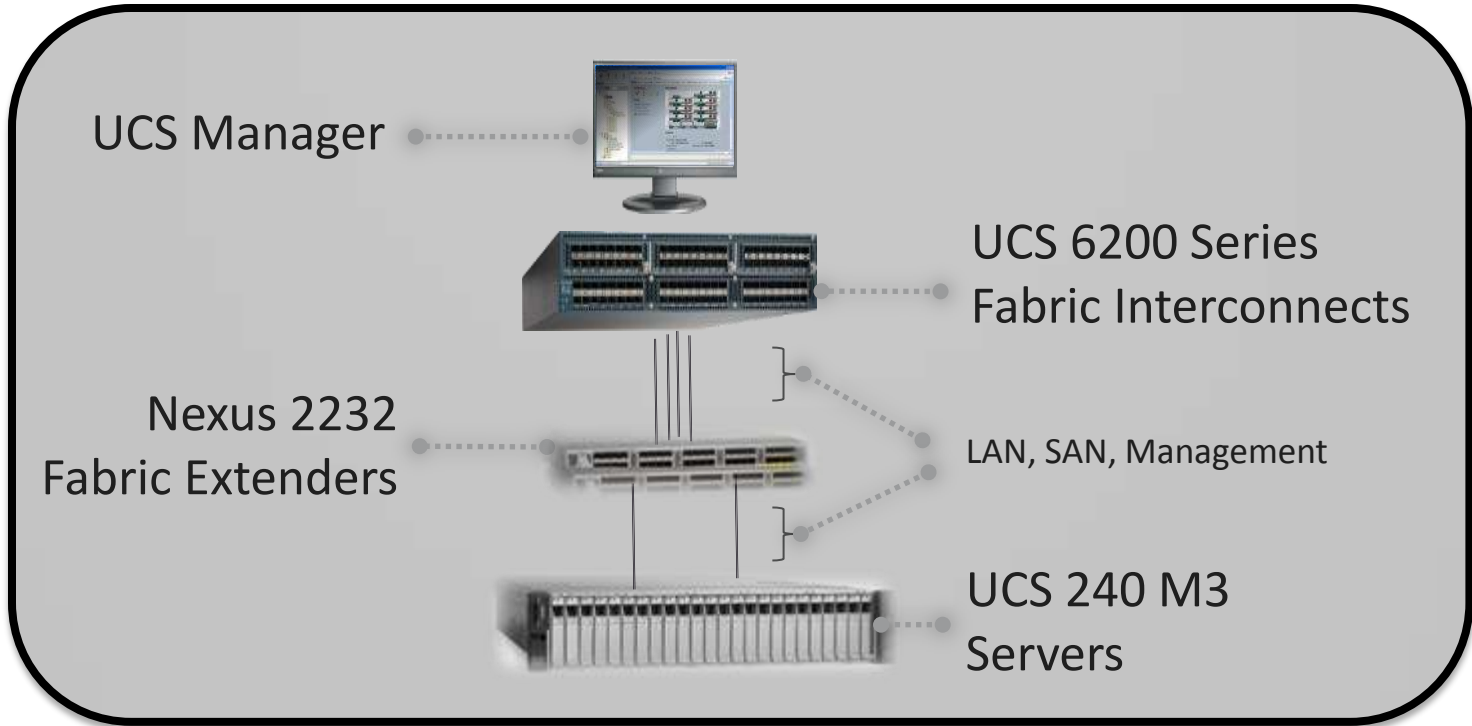 UCS Manager
UCS 6200 Series
Fabric Interconnects
Nexus 2232
Fabric Extenders
LAN, SAN, Management
UCS 240 M3
Servers